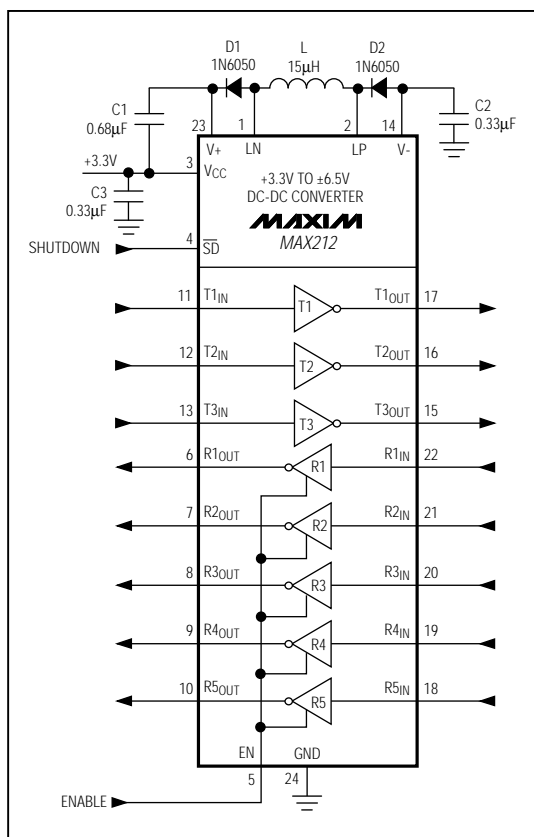 D1
1N6050
L
15μH
D2
1N6050
C1
0.68μF
C2
0.33μF
23
1
2
14
V+
LN
LP
V-
+3.3V
3
VCC
C3
0.33μF
+3.3V TO ±6.5V
DC-DC CONVERTER
MAXIM
MAX212
SHUTDOWN
4
SD
11 T1IN T1 T1OUT 17
12 T2IN T2 T2OUT 16
13 T3IN T3 T3OUT 15
6 R1OUT R1 R1IN 22
7 R2OUT R2 R2IN 21
8 R3OUT R3 R3IN 20
9 R4OUT R4 R4IN 19
10 R5OUT R5 R5IN 18
EN GND
5 24
ENABLE